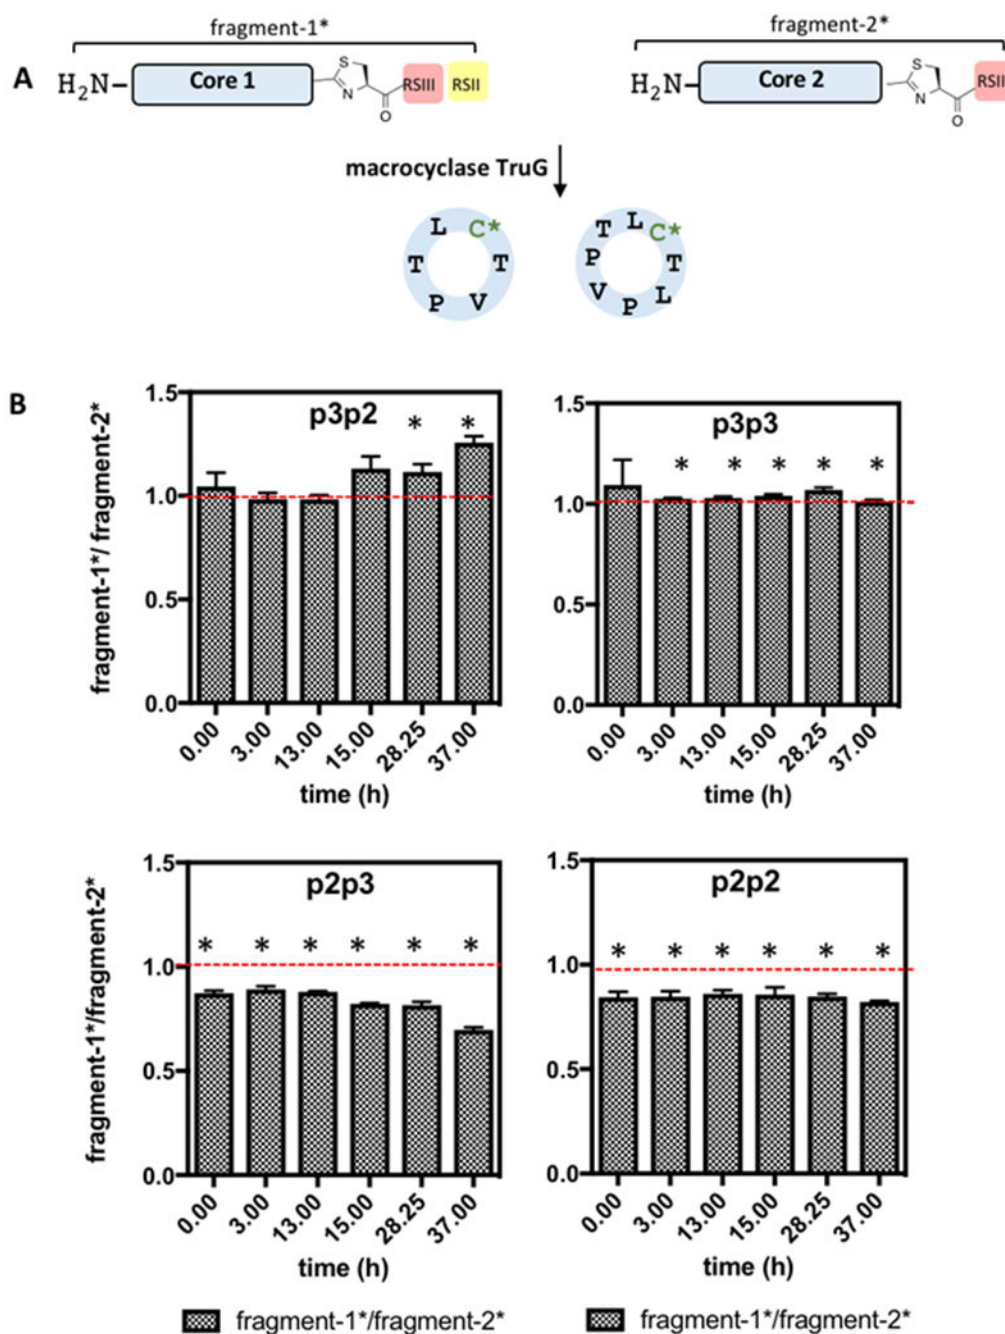 fragment-1*
fragment-2*
A
H₂N
Core 1
S
N
O
RSIII
RSII
H₂N
Core 2
S
N
O
RSII
macrocyclase TruG
L C* T V P T
T L C* T L P V P
B
fragment-1*/ fragment-2*
p3p2
1.5
1.0
0.5
0.0
* *
0.00 3.00 13.00 15.00 28.25 37.00
time (h)
p3p3
1.5
1.0
0.5
0.0
* * * * *
0.00 3.00 13.00 15.00 28.25 37.00
time (h)
fragment-1*/fragment-2*
p2p3
1.5
1.0
0.5
0.0
* * * * * *
0.00 3.00 13.00 15.00 28.25 37.00
time (h)
p2p2
1.5
1.0
0.5
0.0
* * * * * *
0.00 3.00 13.00 15.00 28.25 37.00
time (h)
fragment-1*/fragment-2*
fragment-1*/fragment-2*